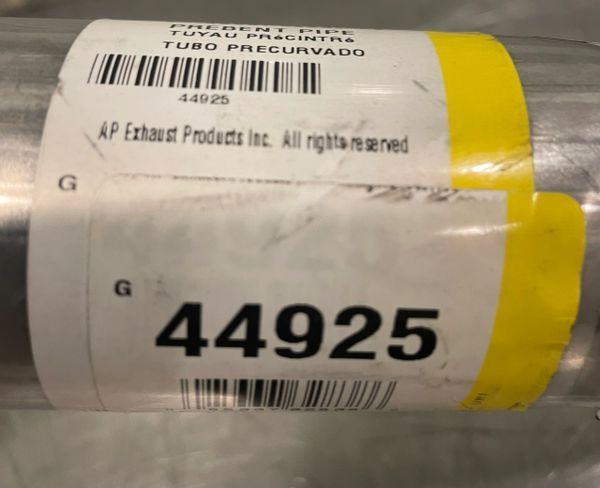 PREBENT PIPE
TUYAU PRéCINTRé
TUBO PRECURVADO
44925
AP Exhaust Products Inc. All rights reserved
G
G
44925